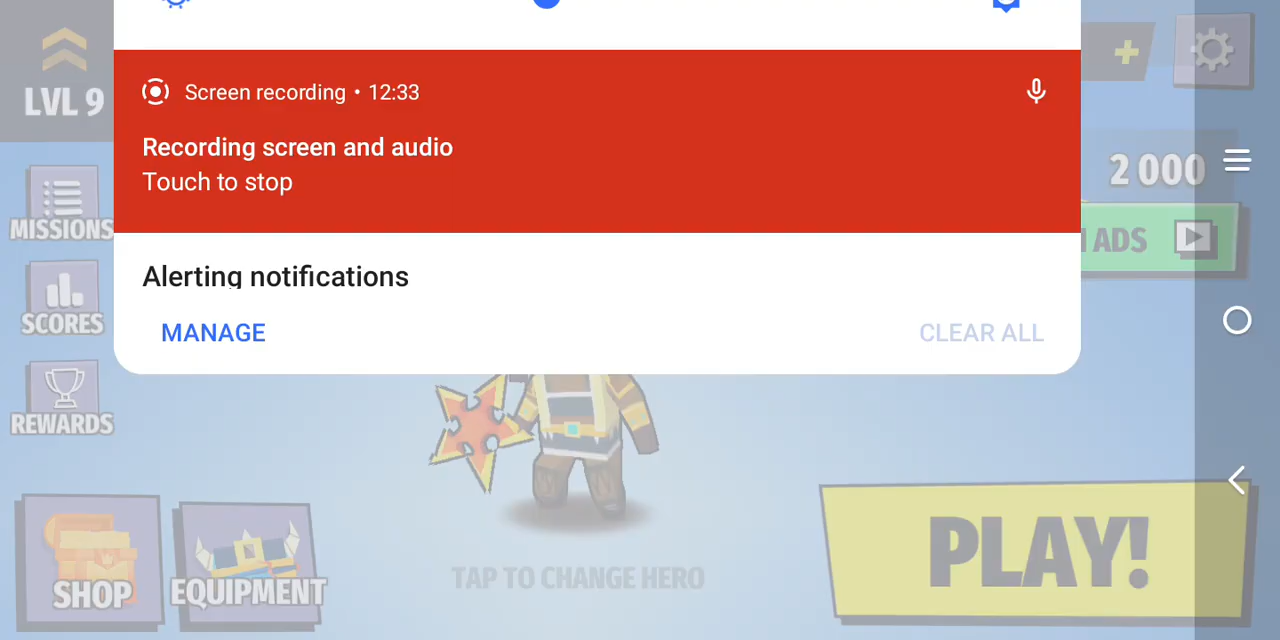 LVL 9
Screen recording • 12:33
Recording screen and audio
Touch to stop
2 000
ADS
MISSIONS
Alerting notifications
SCORES
MANAGE
CLEAR ALL
REWARDS
TAP TO CHANGE HERO
PLAY!
SHOP
EQUIPMENT